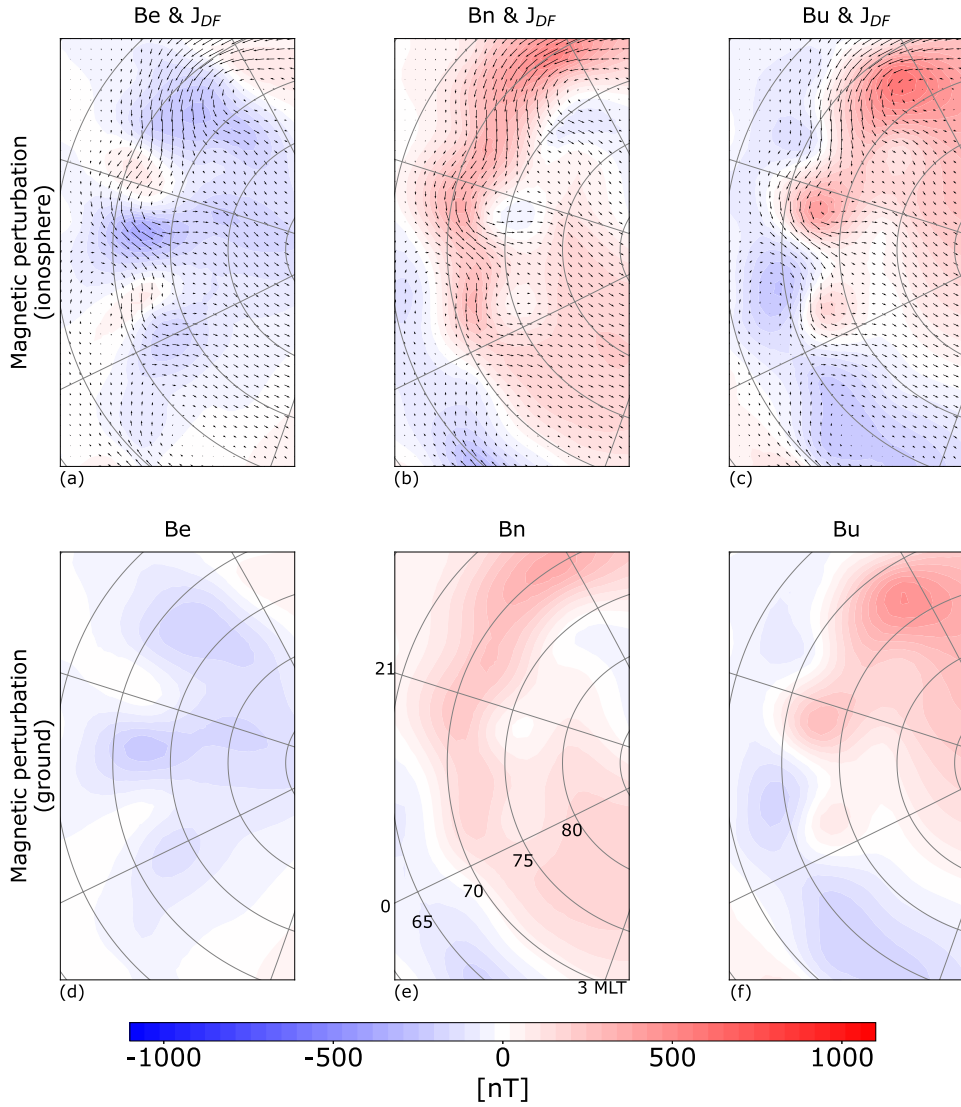 Be & J_DF
Bn & J_DF
Bu & J_DF
Magnetic perturbation
(ionosphere)
(a)
(b)
(c)
Be
Bn
Bu
Magnetic perturbation
(ground)
21
0
65
70
75
80
3 MLT
(d)
(e)
(f)
-1000
-500
0
500
1000
[nT]